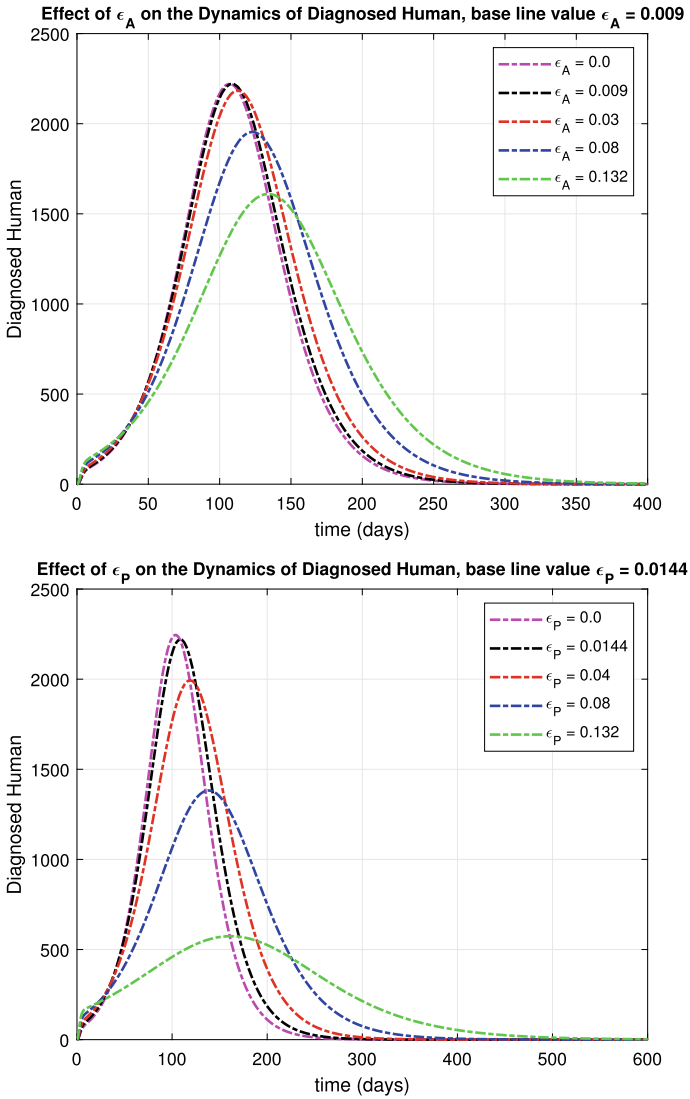 Effect of ϵA on the Dynamics of Diagnosed Human, base line value ϵA = 0.009
2500
2000
1500
1000
500
0
Diagnosed Human
ϵA = 0.0
ϵA = 0.009
ϵA = 0.03
ϵA = 0.08
ϵA = 0.132
0 50 100 150 200 250 300 350 400
time (days)
Effect of ϵP on the Dynamics of Diagnosed Human, base line value ϵP = 0.0144
2500
2000
1500
1000
500
0
Diagnosed Human
ϵP = 0.0
ϵP = 0.0144
ϵP = 0.04
ϵP = 0.08
ϵP = 0.132
0 100 200 300 400 500 600
time (days)